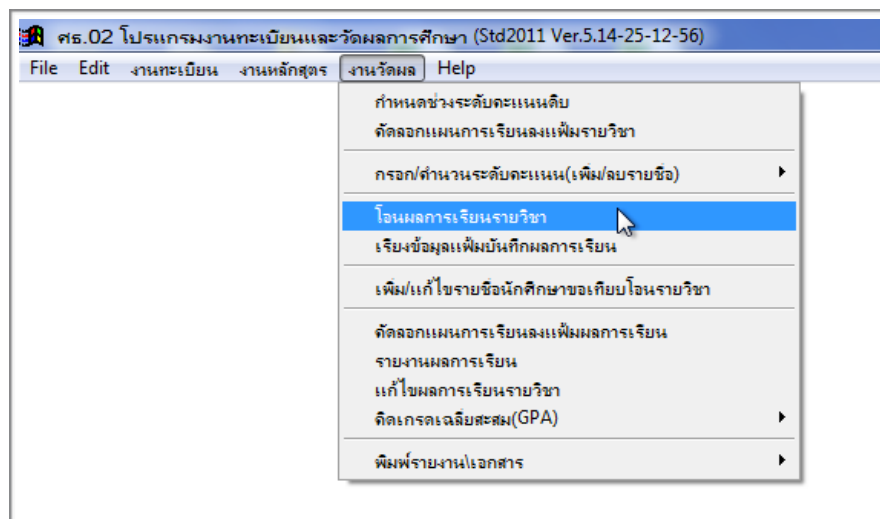 ศธ.02 โปรแกรมงานทะเบียนและวัดผลการศึกษา (Std2011 Ver.5.14-25-12-56)
File Edit งานทะเบียน งานหลักสูตร งานวัดผล Help
กำหนดช่วงระดับคะแนนดิบ
คัดลอกแผนการเรียนลงแฟ้มรายวิชา
กรอก/คำนวนระดับคะแนน(เพิ่ม/ลบรายชื่อ)
โอนผลการเรียนรายวิชา
เรียงข้อมูลแฟ้มบันทึกผลการเรียน
เพิ่ม/แก้ไขรายชื่อนักศึกษาขอเทียบโอนรายวิชา
คัดลอกแผนการเรียนลงแฟ้มผลการเรียน
รายงานผลการเรียน
แก้ไขผลการเรียนรายวิชา
คิดเกรดเฉลี่ยสะสม(GPA)
พิมพ์รายงาน\เอกสาร